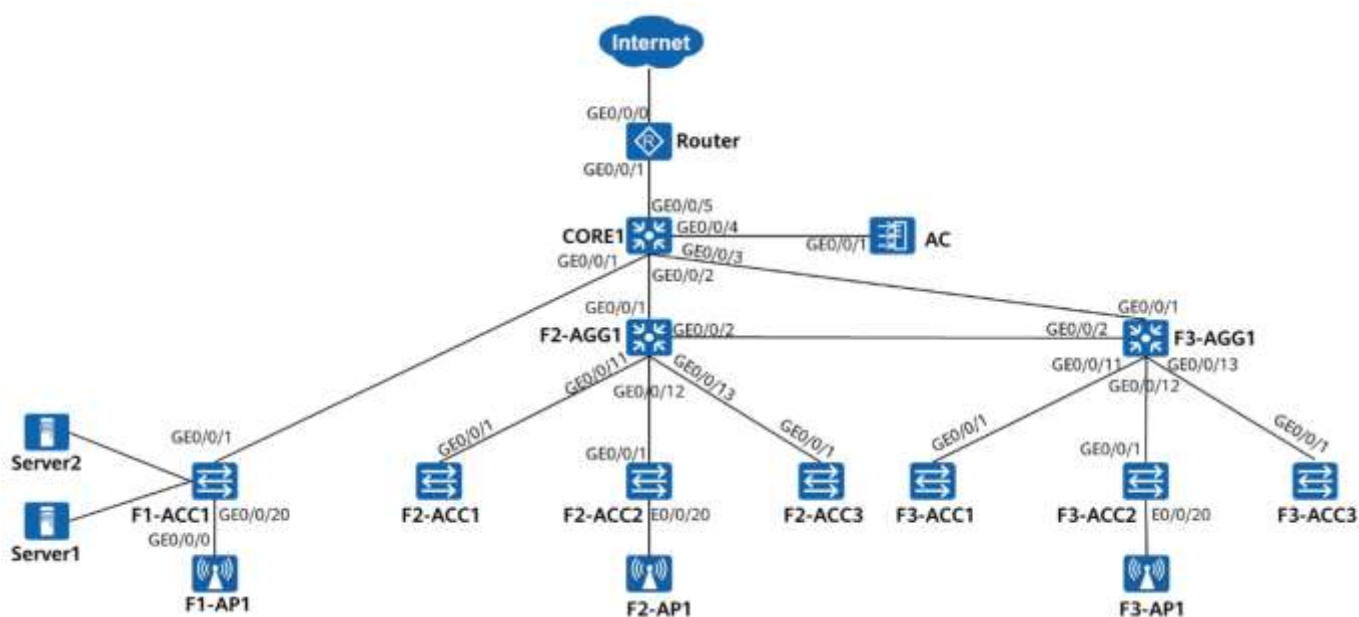 Internet
GE0/0/0
Router
GE0/0/1
GE0/0/5
CORE1
GE0/0/4
GE0/0/1
AC
GE0/0/1
GE0/0/3
GE0/0/2
GE0/0/1
GE0/0/1
F2-AGG1
GE0/0/2
GE0/0/2
F3-AGG1
GE0/0/11
GE0/0/12
GE0/0/13
GE0/0/11
GE0/0/12
GE0/0/13
GE0/0/1
GE0/0/1
GE0/0/1
GE0/0/1
GE0/0/1
GE0/0/1
GE0/0/1
Server2
Server1
F1-ACC1
GE0/0/20
F2-ACC1
F2-ACC2
E0/0/20
F2-ACC3
F3-ACC1
F3-ACC2
E0/0/20
F3-ACC3
GE0/0/0
F1-AP1
F2-AP1
F3-AP1